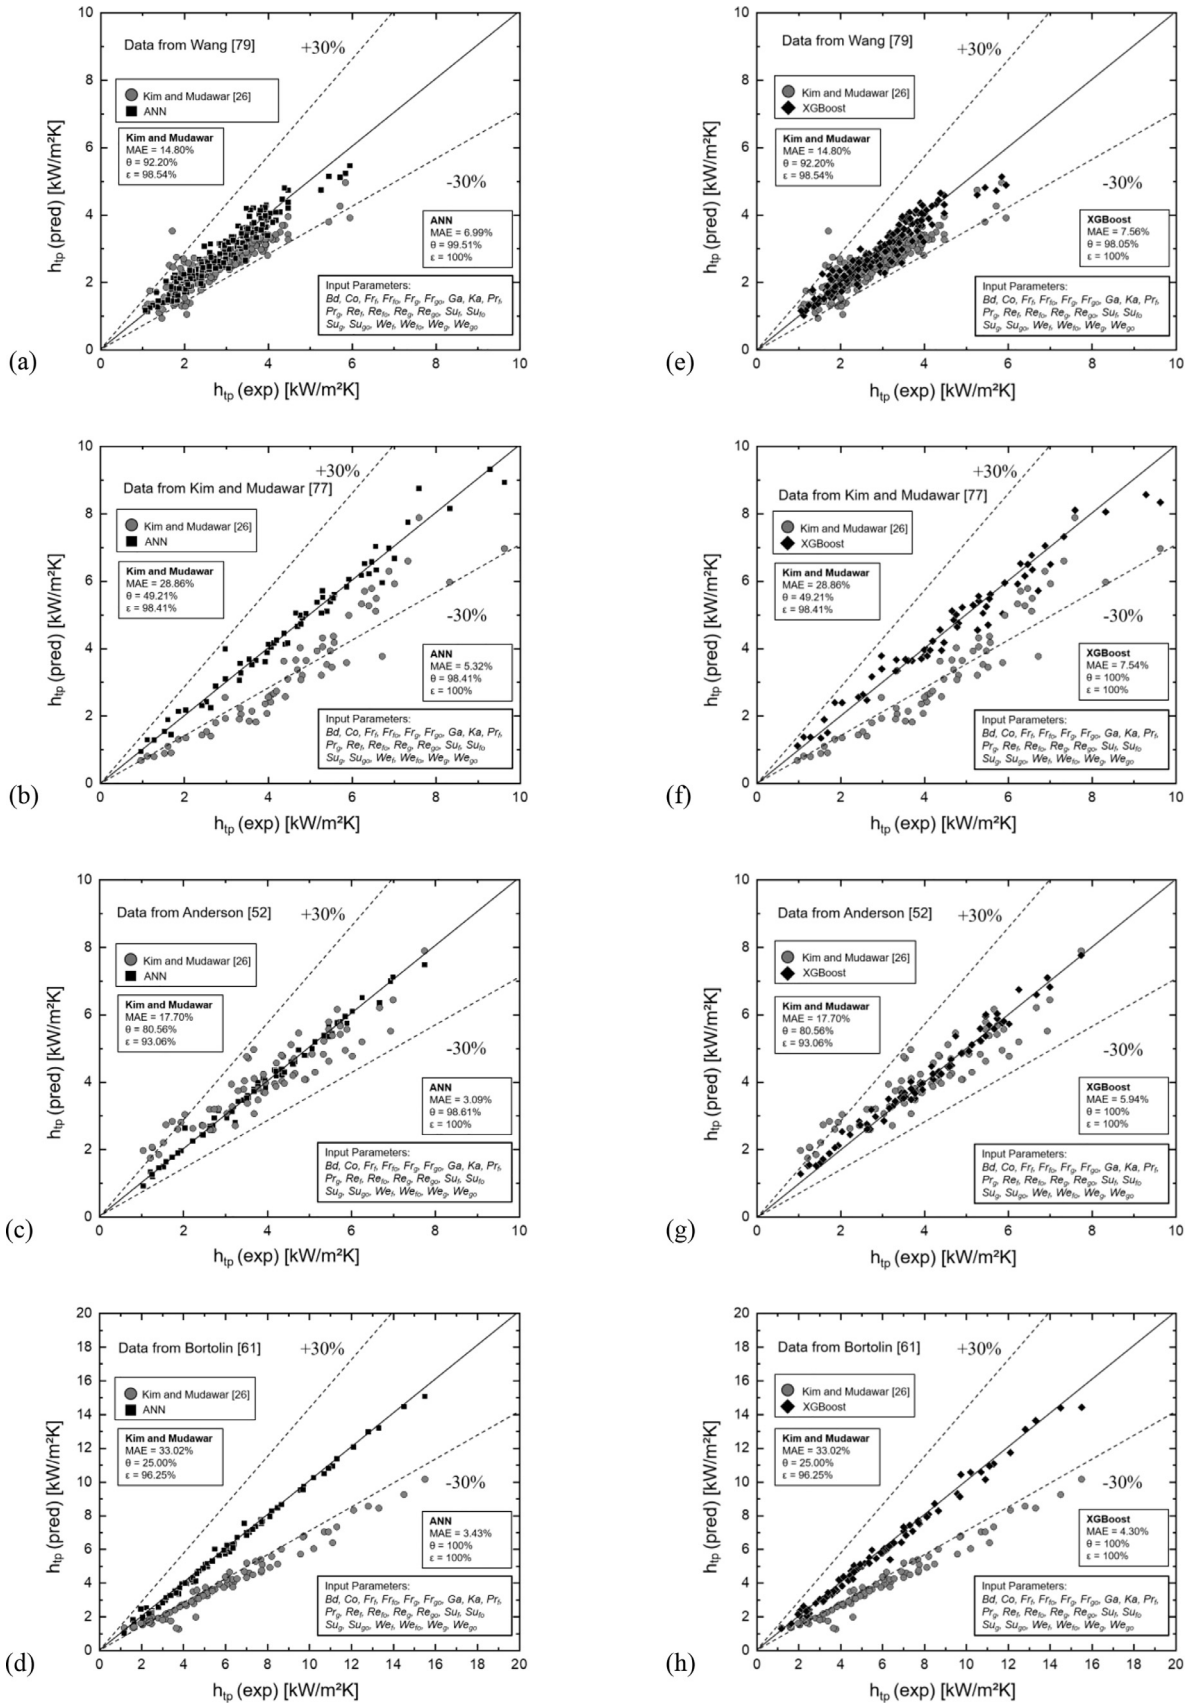 10
8
6
4
2
0
h_tp (pred) [kW/m²K]
Data from Wang [79]
+30%
-30%
Kim and Mudawar [26]
ANN
Kim and Mudawar
MAE = 14.80%
θ = 92.20%
ε = 98.54%
ANN
MAE = 6.99%
θ = 99.51%
ε = 100%
Input Parameters:
Bd, Co, Fr_f, Fr_fo, Fr_g, Fr_go, Ga, Ka, Pr_f,
Pr_g, Re_f, Re_fo, Re_g, Re_go, Su_f, Su_fo
Su_g, Su_go, We_f, We_fo, We_g, We_go
0 2 4 6 8 10
h_tp (exp) [kW/m²K]
(a)
10
8
6
4
2
0
h_tp (pred) [kW/m²K]
Data from Wang [79]
+30%
-30%
Kim and Mudawar [26]
XGBoost
Kim and Mudawar
MAE = 14.80%
θ = 92.20%
ε = 98.54%
XGBoost
MAE = 7.56%
θ = 98.05%
ε = 100%
Input Parameters:
Bd, Co, Fr_f, Fr_fo, Fr_g, Fr_go, Ga, Ka, Pr_f,
Pr_g, Re_f, Re_fo, Re_g, Re_go, Su_f, Su_fo
Su_g, Su_go, We_f, We_fo, We_g, We_go
0 2 4 6 8 10
h_tp (exp) [kW/m²K]
(e)
10
8
6
4
2
0
h_tp (pred) [kW/m²K]
+30%
Data from Kim and Mudawar [77]
-30%
Kim and Mudawar [26]
ANN
Kim and Mudawar
MAE = 28.86%
θ = 49.21%
ε = 98.41%
ANN
MAE = 5.32%
θ = 98.41%
ε = 100%
Input Parameters:
Bd, Co, Fr_f, Fr_fo, Fr_g, Fr_go, Ga, Ka, Pr_f,
Pr_g, Re_f, Re_fo, Re_g, Re_go, Su_f, Su_fo
Su_g, Su_go, We_f, We_fo, We_g, We_go
0 2 4 6 8 10
h_tp (exp) [kW/m²K]
(b)
10
8
6
4
2
0
h_tp (pred) [kW/m²K]
+30%
Data from Kim and Mudawar [77]
-30%
Kim and Mudawar [26]
XGBoost
Kim and Mudawar
MAE = 28.86%
θ = 49.21%
ε = 98.41%
XGBoost
MAE = 7.54%
θ = 100%
ε = 100%
Input Parameters:
Bd, Co, Fr_f, Fr_fo, Fr_g, Fr_go, Ga, Ka, Pr_f,
Pr_g, Re_f, Re_fo, Re_g, Re_go, Su_f, Su_fo
Su_g, Su_go, We_f, We_fo, We_g, We_go
0 2 4 6 8 10
h_tp (exp) [kW/m²K]
(f)
10
8
6
4
2
0
h_tp (pred) [kW/m²K]
Data from Anderson [52]
+30%
-30%
Kim and Mudawar [26]
ANN
Kim and Mudawar
MAE = 17.70%
θ = 80.56%
ε = 93.06%
ANN
MAE = 3.09%
θ = 98.61%
ε = 100%
Input Parameters:
Bd, Co, Fr_f, Fr_fo, Fr_g, Fr_go, Ga, Ka, Pr_f,
Pr_g, Re_f, Re_fo, Re_g, Re_go, Su_f, Su_fo
Su_g, Su_go, We_f, We_fo, We_g, We_go
0 2 4 6 8 10
h_tp (exp) [kW/m²K]
(c)
10
8
6
4
2
0
h_tp (pred) [kW/m²K]
Data from Anderson [52]
+30%
-30%
Kim and Mudawar [26]
XGBoost
Kim and Mudawar
MAE = 17.70%
θ = 80.56%
ε = 93.06%
XGBoost
MAE = 5.94%
θ = 100%
ε = 100%
Input Parameters:
Bd, Co, Fr_f, Fr_fo, Fr_g, Fr_go, Ga, Ka, Pr_f,
Pr_g, Re_f, Re_fo, Re_g, Re_go, Su_f, Su_fo
Su_g, Su_go, We_f, We_fo, We_g, We_go
0 2 4 6 8 10
h_tp (exp) [kW/m²K]
(g)
20
18
16
14
12
10
8
6
4
2
0
h_tp (pred) [kW/m²K]
Data from Bortolin [61]
+30%
-30%
Kim and Mudawar [26]
ANN
Kim and Mudawar
MAE = 33.02%
θ = 25.00%
ε = 96.25%
ANN
MAE = 3.43%
θ = 100%
ε = 100%
Input Parameters:
Bd, Co, Fr_f, Fr_fo, Fr_g, Fr_go, Ga, Ka, Pr_f,
Pr_g, Re_f, Re_fo, Re_g, Re_go, Su_f, Su_fo
Su_g, Su_go, We_f, We_fo, We_g, We_go
0 2 4 6 8 10 12 14 16 18 20
h_tp (exp) [kW/m²K]
(d)
20
18
16
14
12
10
8
6
4
2
0
h_tp (pred) [kW/m²K]
Data from Bortolin [61]
+30%
-30%
Kim and Mudawar [26]
XGBoost
Kim and Mudawar
MAE = 33.02%
θ = 25.00%
ε = 96.25%
XGBoost
MAE = 4.30%
θ = 100%
ε = 100%
Input Parameters:
Bd, Co, Fr_f, Fr_fo, Fr_g, Fr_go, Ga, Ka, Pr_f,
Pr_g, Re_f, Re_fo, Re_g, Re_go, Su_f, Su_fo
Su_g, Su_go, We_f, We_fo, We_g, We_go
0 2 4 6 8 10 12 14 16 18 20
h_tp (exp) [kW/m²K]
(h)